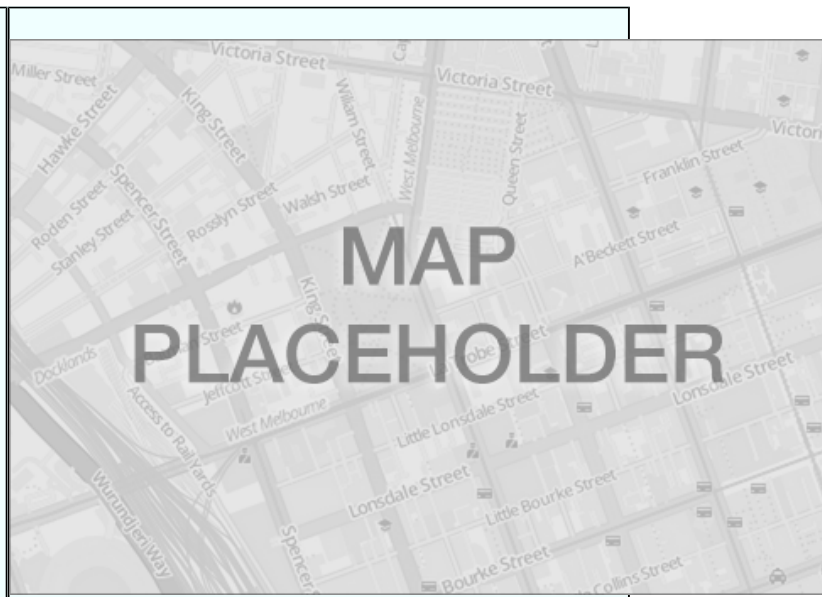 Victoria Street
Miller Street
Victoria Street
Hawke Street
King Street
William Street
West Melbourne
Queen Street
Victori
Franklin Street
Spencer Street
Rosslyn Street
Walsh Street
Roden Street
Stanley Street
A'Beckett Street
MAP
PLACEHOLDER
King Street
Docklands
Jeffcott Street
Lonsdale Street
Access to Rail Yards
West Melbourne
Little Lonsdale Street
Lonsdale Street
Wurundjeri Way
Little Bourke Street
Spencer S
Bourke Street
Collins Street